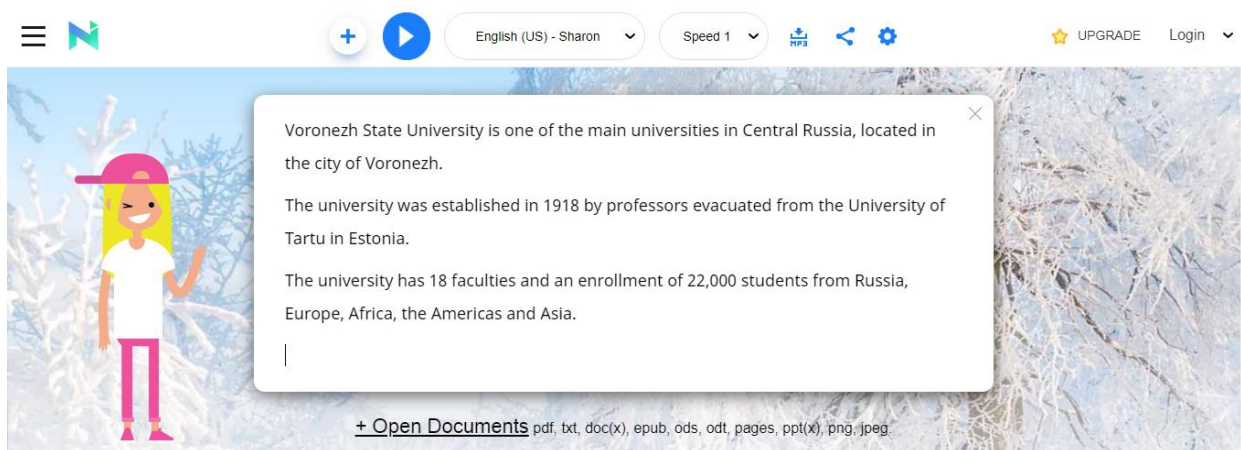 English (US) - Sharon
Speed 1
MP3
UPGRADE
Login
Voronezh State University is one of the main universities in Central Russia, located in
the city of Voronezh.
The university was established in 1918 by professors evacuated from the University of
Tartu in Estonia.
The university has 18 faculties and an enrollment of 22,000 students from Russia,
Europe, Africa, the Americas and Asia.
+ Open Documents pdf, txt, doc(x), epub, ods, odt, pages, ppt(x), png, jpeg.